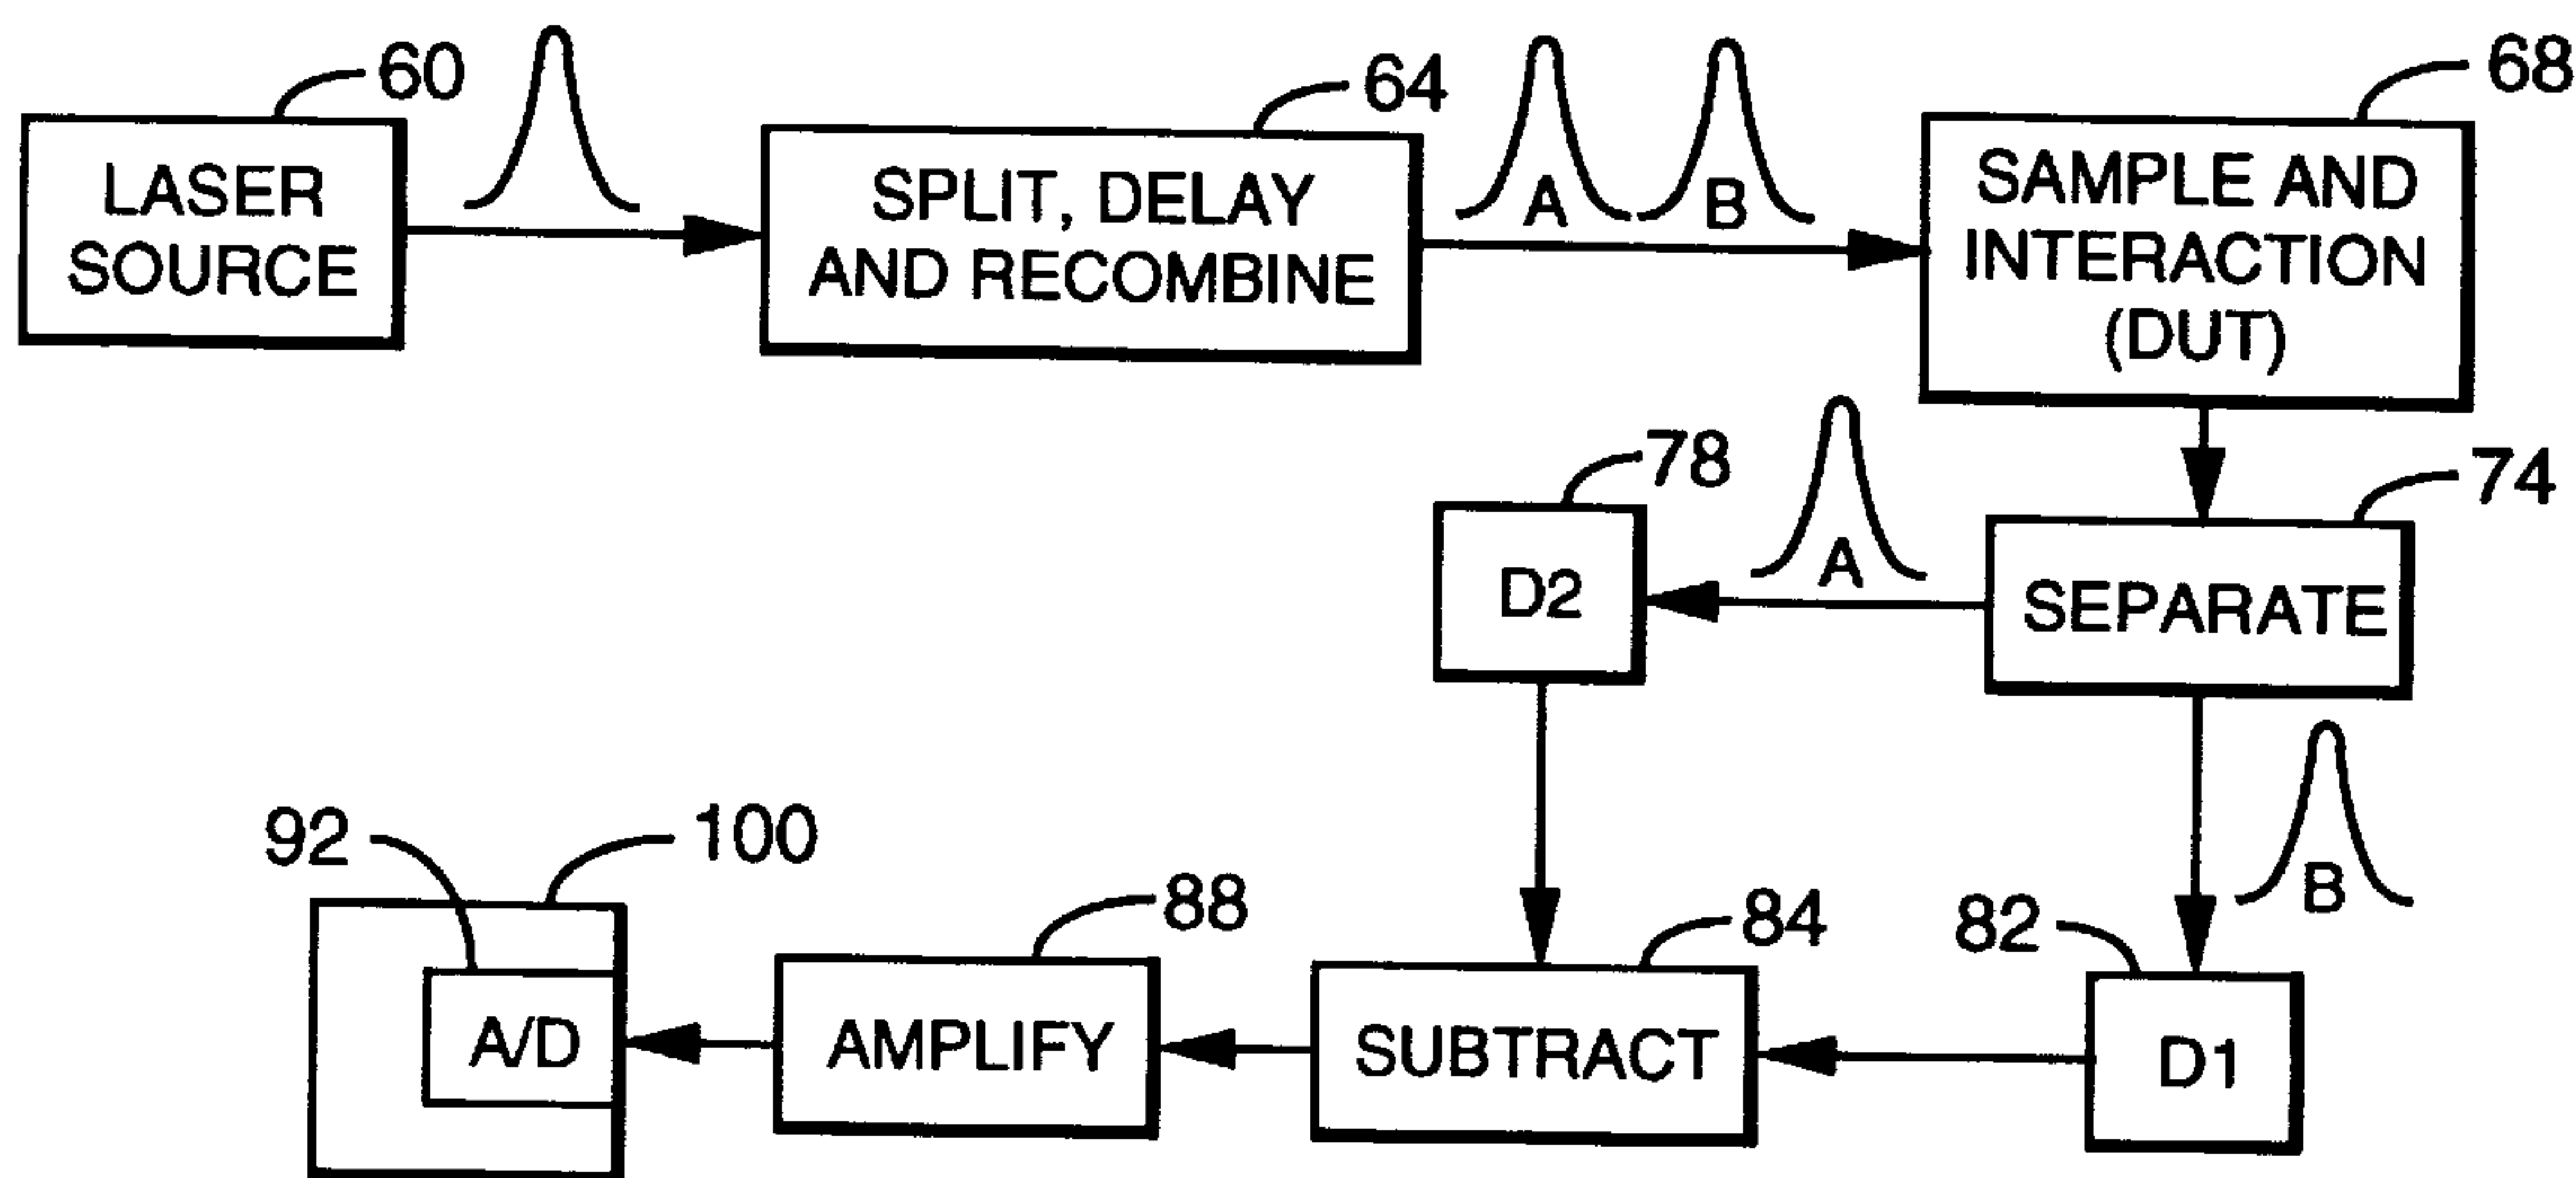 60
64
68
LASER
SOURCE
SPLIT, DELAY
AND RECOMBINE
A
B
SAMPLE AND
INTERACTION
(DUT)
78
A
74
D2
SEPARATE
B
92
100
88
84
82
A/D
AMPLIFY
SUBTRACT
D1